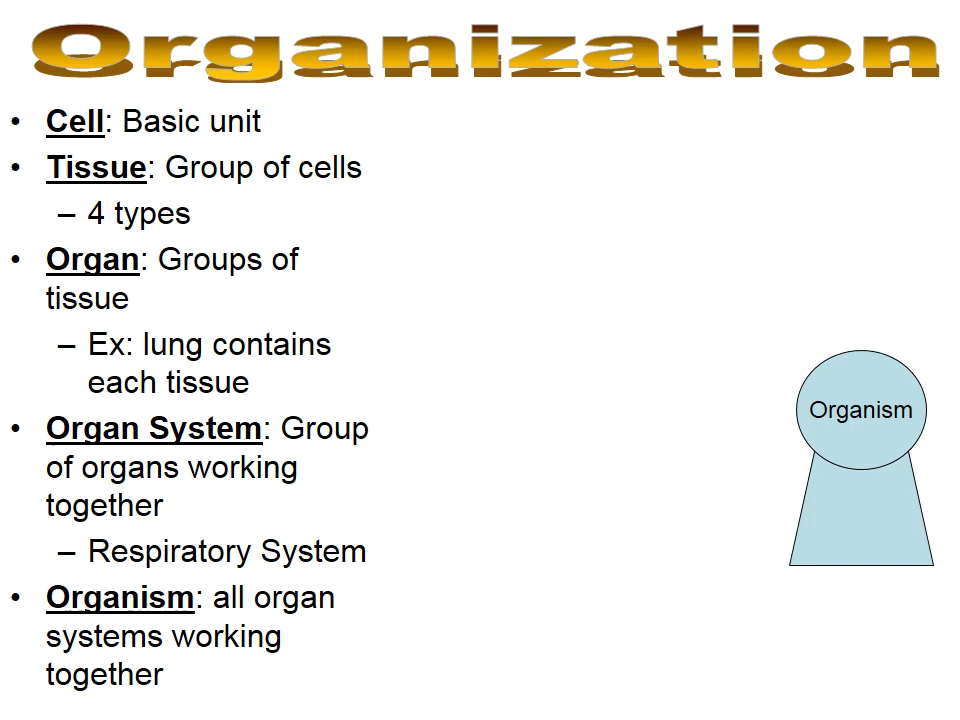 Organization
• Cell: Basic unit
• Tissue: Group of cells
– 4 types
• Organ: Groups of
tissue
– Ex: lung contains
each tissue
• Organ System: Group
of organs working
together
– Respiratory System
• Organism: all organ
systems working
together
Organism